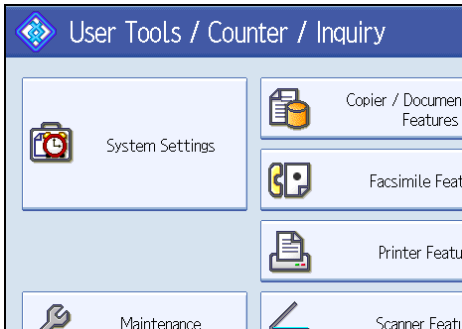 User Tools / Counter / Inquiry
System Settings
Copier / Documen
Features
Facsimile Feat
Printer Featu
Maintenance
Scanner Featu